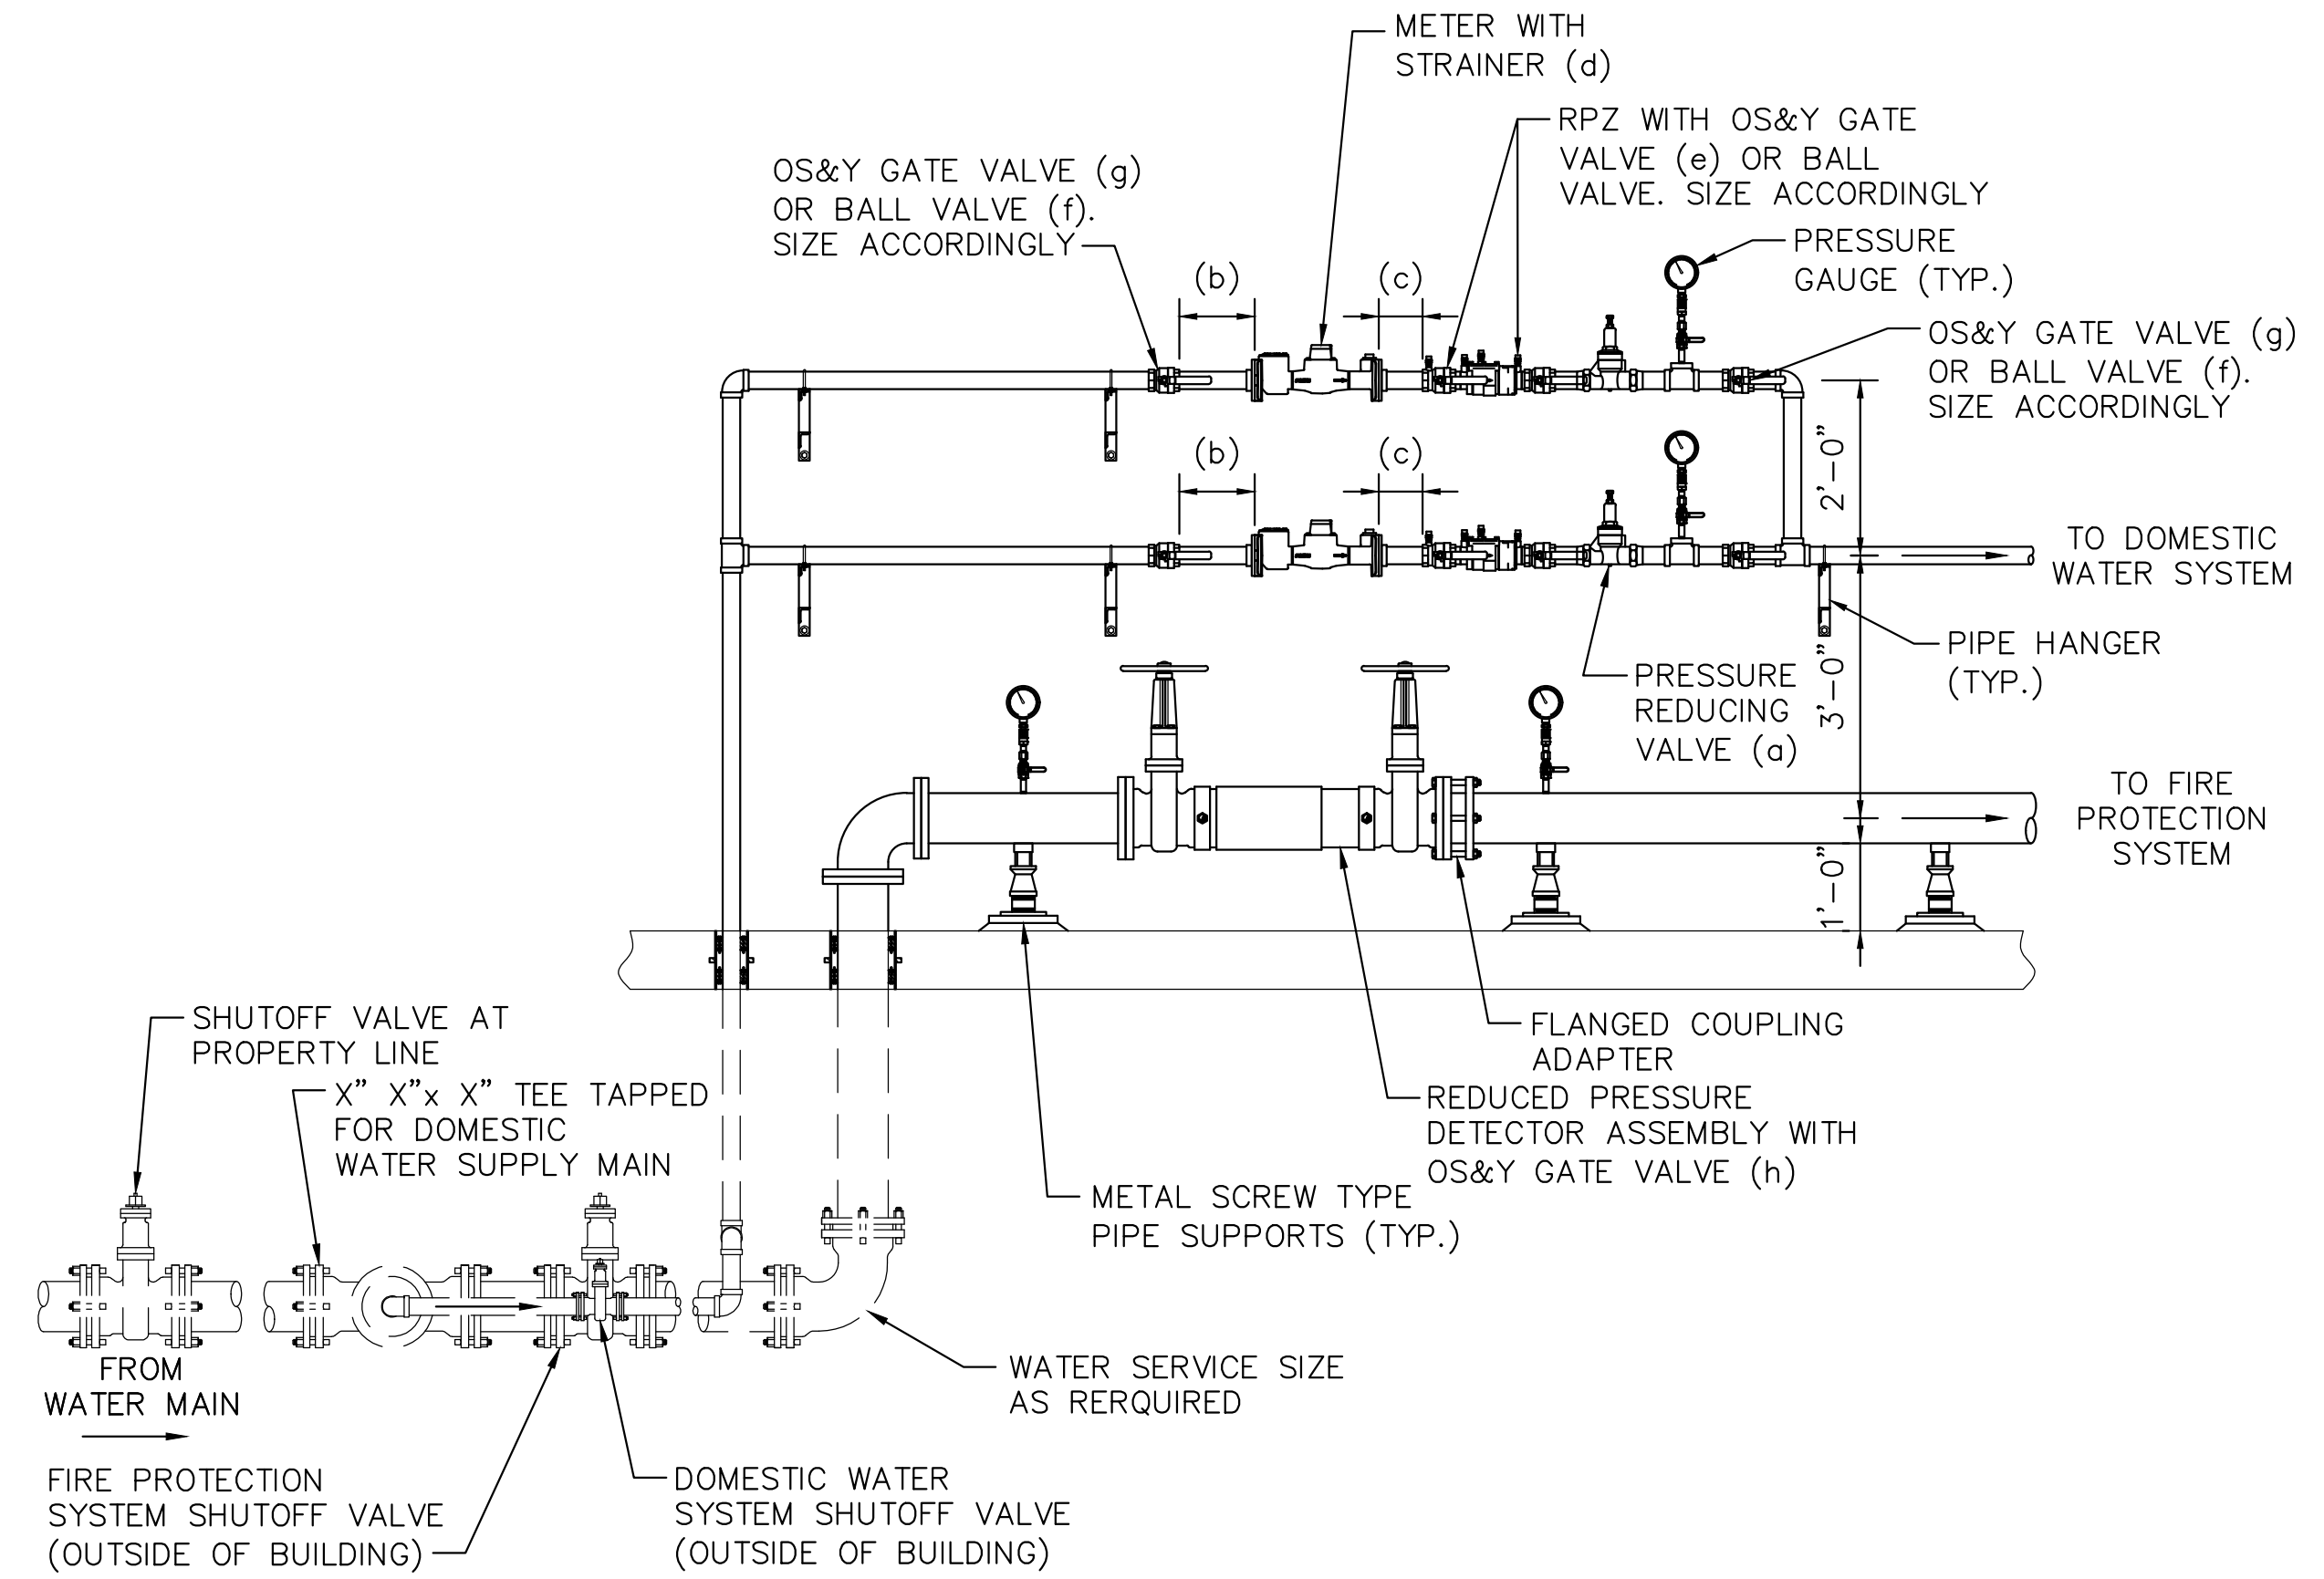 METER WITH
STRAINER (d)
RPZ WITH OS&Y GATE
VALVE (e) OR BALL
VALVE. SIZE ACCORDINGLY
OS&Y GATE VALVE (g)
OR BALL VALVE (f).
SIZE ACCORDINGLY
PRESSURE
GAUGE (TYP.)
(b)
(c)
OS&Y GATE VALVE (g)
OR BALL VALVE (f).
SIZE ACCORDINGLY
2'-0"
(b)
(c)
TO DOMESTIC
WATER SYSTEM
PIPE HANGER
(TYP.)
PRESSURE
REDUCING
VALVE (a)
3'-0"
TO FIRE
PROTECTION
SYSTEM
1'-0"
SHUTOFF VALVE AT
PROPERTY LINE
X" X"x X" TEE TAPPED
FOR DOMESTIC
WATER SUPPLY MAIN
FLANGED COUPLING
ADAPTER
REDUCED PRESSURE
DETECTOR ASSEMBLY WITH
OS&Y GATE VALVE (h)
METAL SCREW TYPE
PIPE SUPPORTS (TYP.)
FROM
WATER MAIN
WATER SERVICE SIZE
AS RERQUIRED
FIRE PROTECTION
SYSTEM SHUTOFF VALVE
(OUTSIDE OF BUILDING)
DOMESTIC WATER
SYSTEM SHUTOFF VALVE
(OUTSIDE OF BUILDING)